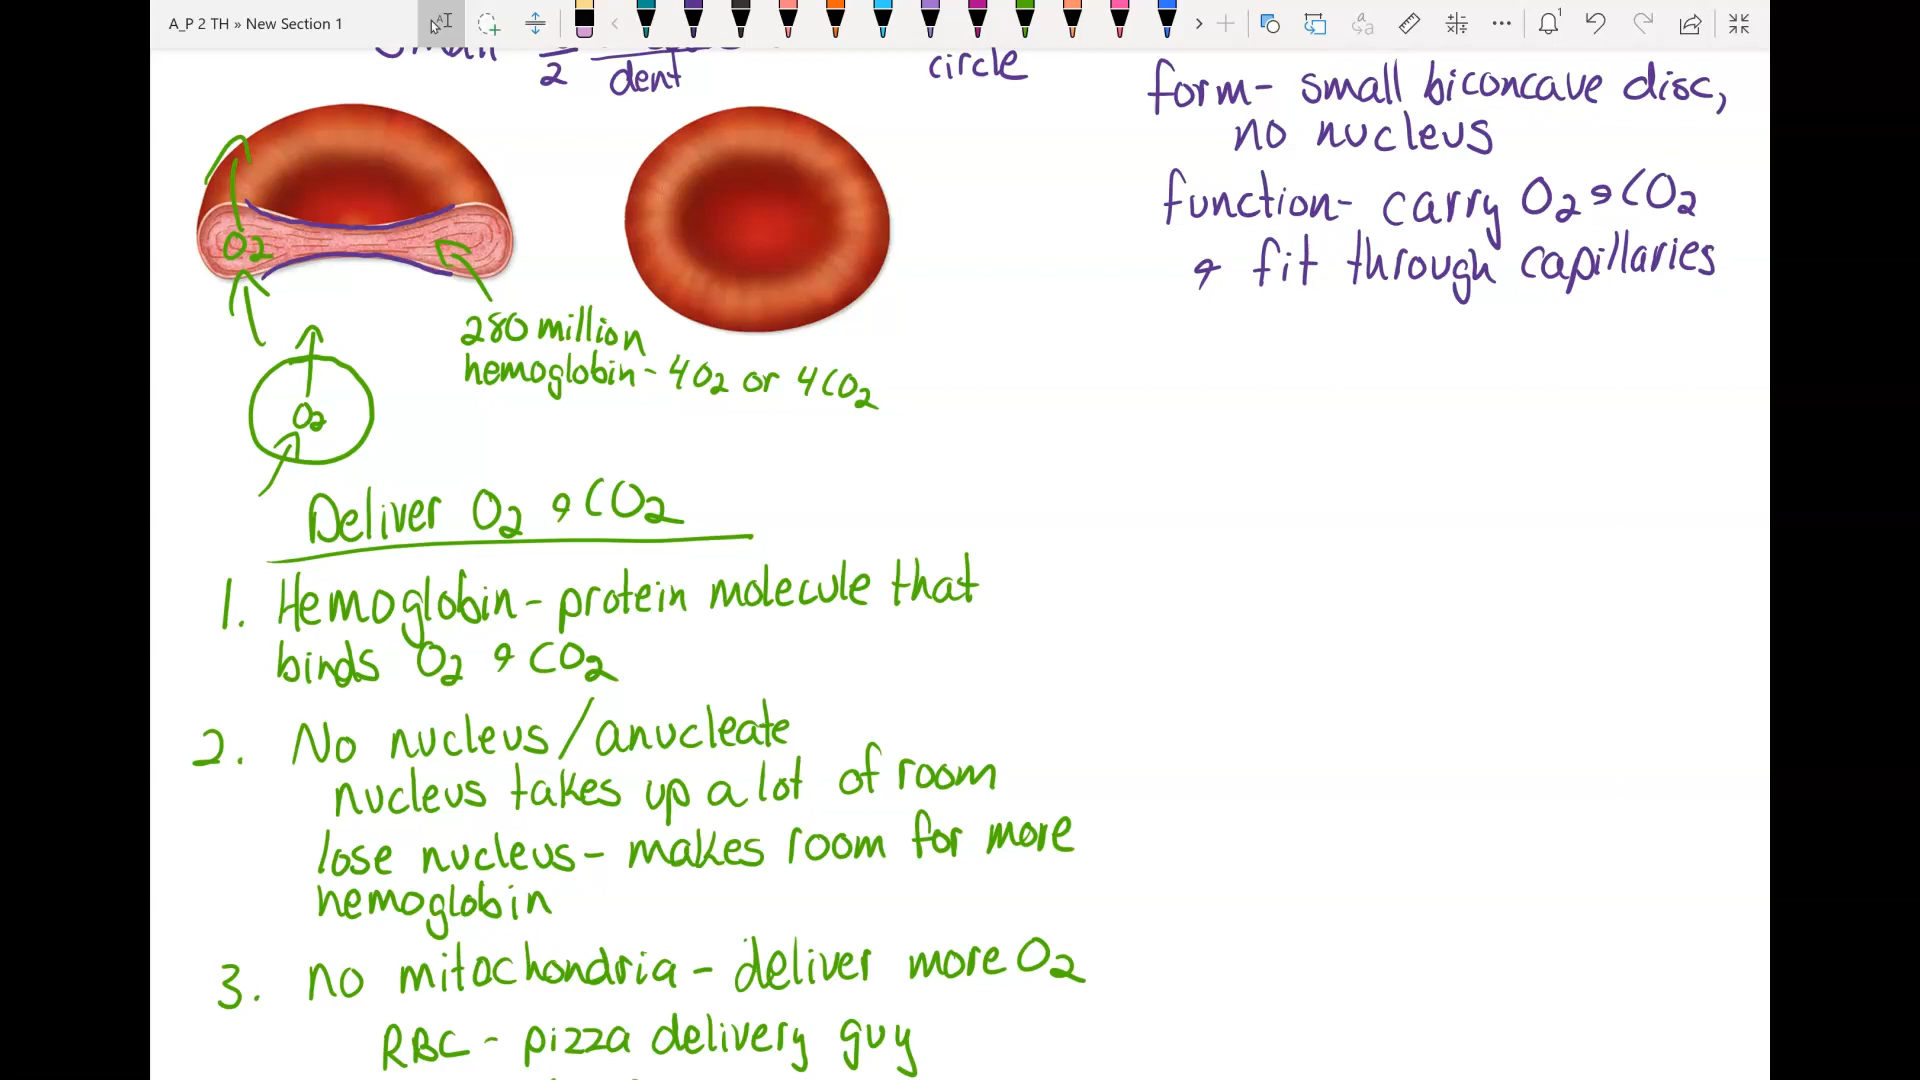 A_P 2 TH » New Section 1
small 2 dent circle
form- small biconcave disc,
no nucleus
function- carry O2 & CO2
& fit through capillaries
O2
280 million
hemoglobin - 4O2 or 4CO2
O2
Deliver O2 & CO2
1. Hemoglobin - protein molecule that
binds O2 & CO2
2. No nucleus/anucleate
nucleus takes up a lot of room
lose nucleus - makes room for more
hemoglobin
3. no mitochondria - deliver more O2
RBC - pizza delivery guy